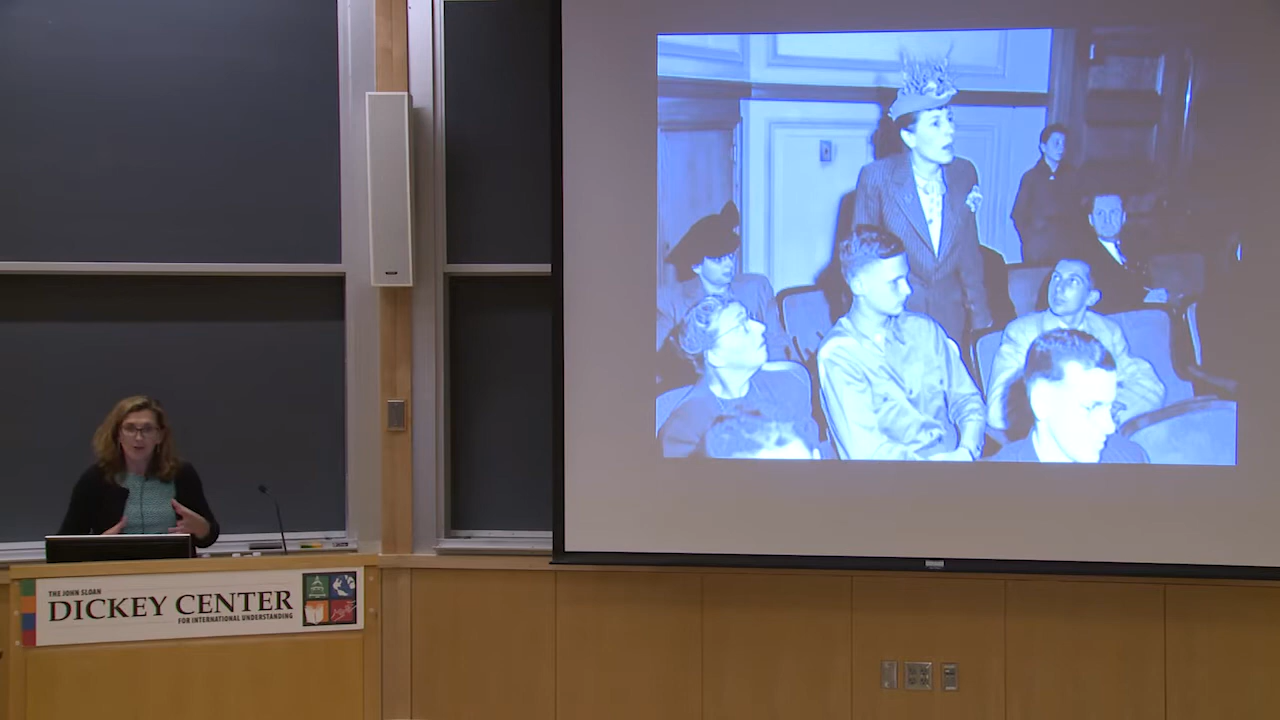 THE JOHN SLOAN
DICKEY CENTER
FOR INTERNATIONAL UNDERSTANDING